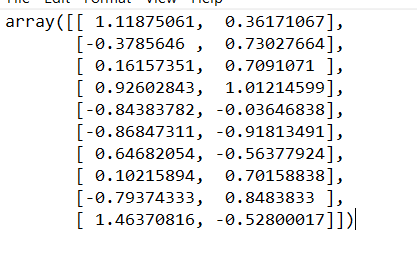 array([[ 1.11875061,  0.36171067],
       [-0.3785646 ,  0.73027664],
       [ 0.16157351,  0.7091071 ],
       [ 0.92602843,  1.01214599],
       [-0.84383782, -0.03646838],
       [-0.86847311, -0.91813491],
       [ 0.64682054, -0.56377924],
       [ 0.10215894,  0.70158838],
       [-0.79374333,  0.8483833 ],
       [ 1.46370816, -0.52800017]])